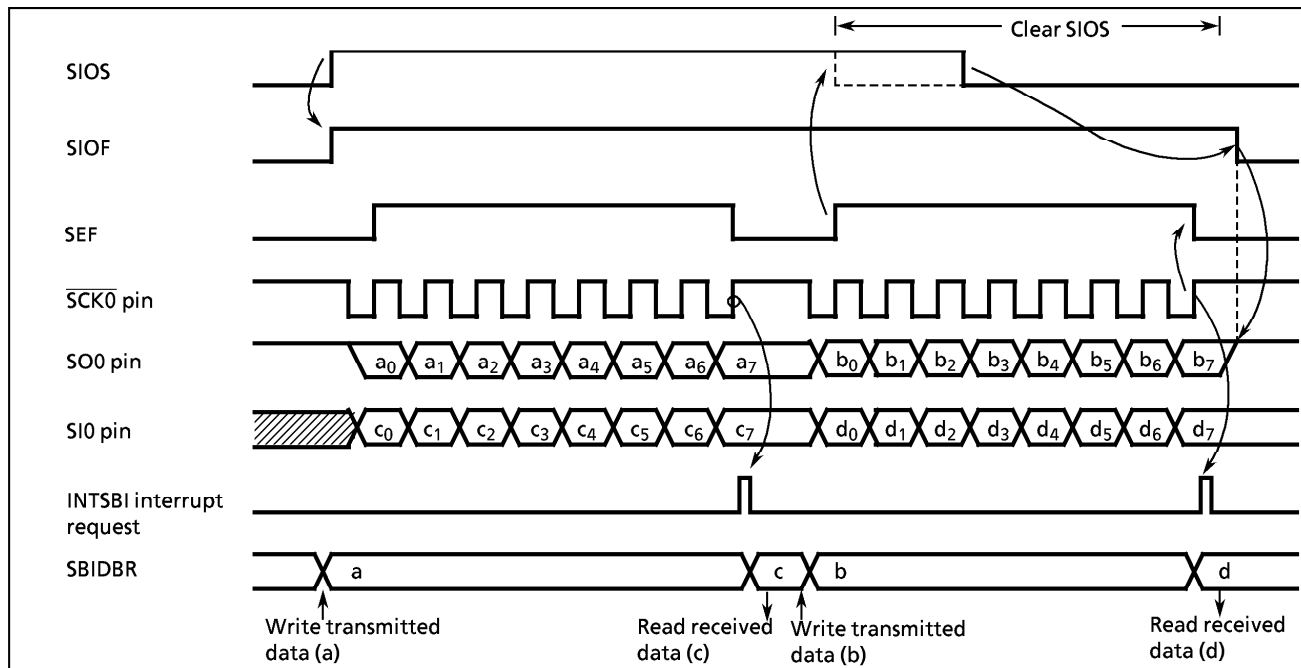 Clear SIOS
SIOS
SIOF
SEF
SCK0 pin
SO0 pin a0 a1 a2 a3 a4 a5 a6 a7 b0 b1 b2 b3 b4 b5 b6 b7
SI0 pin c0 c1 c2 c3 c4 c5 c6 c7 d0 d1 d2 d3 d4 d5 d6 d7
INTSBI interrupt
request
SBIDBR a c b d
Write transmitted
data (a)
Read received
data (c)
Write transmitted
data (b)
Read received
data (d)